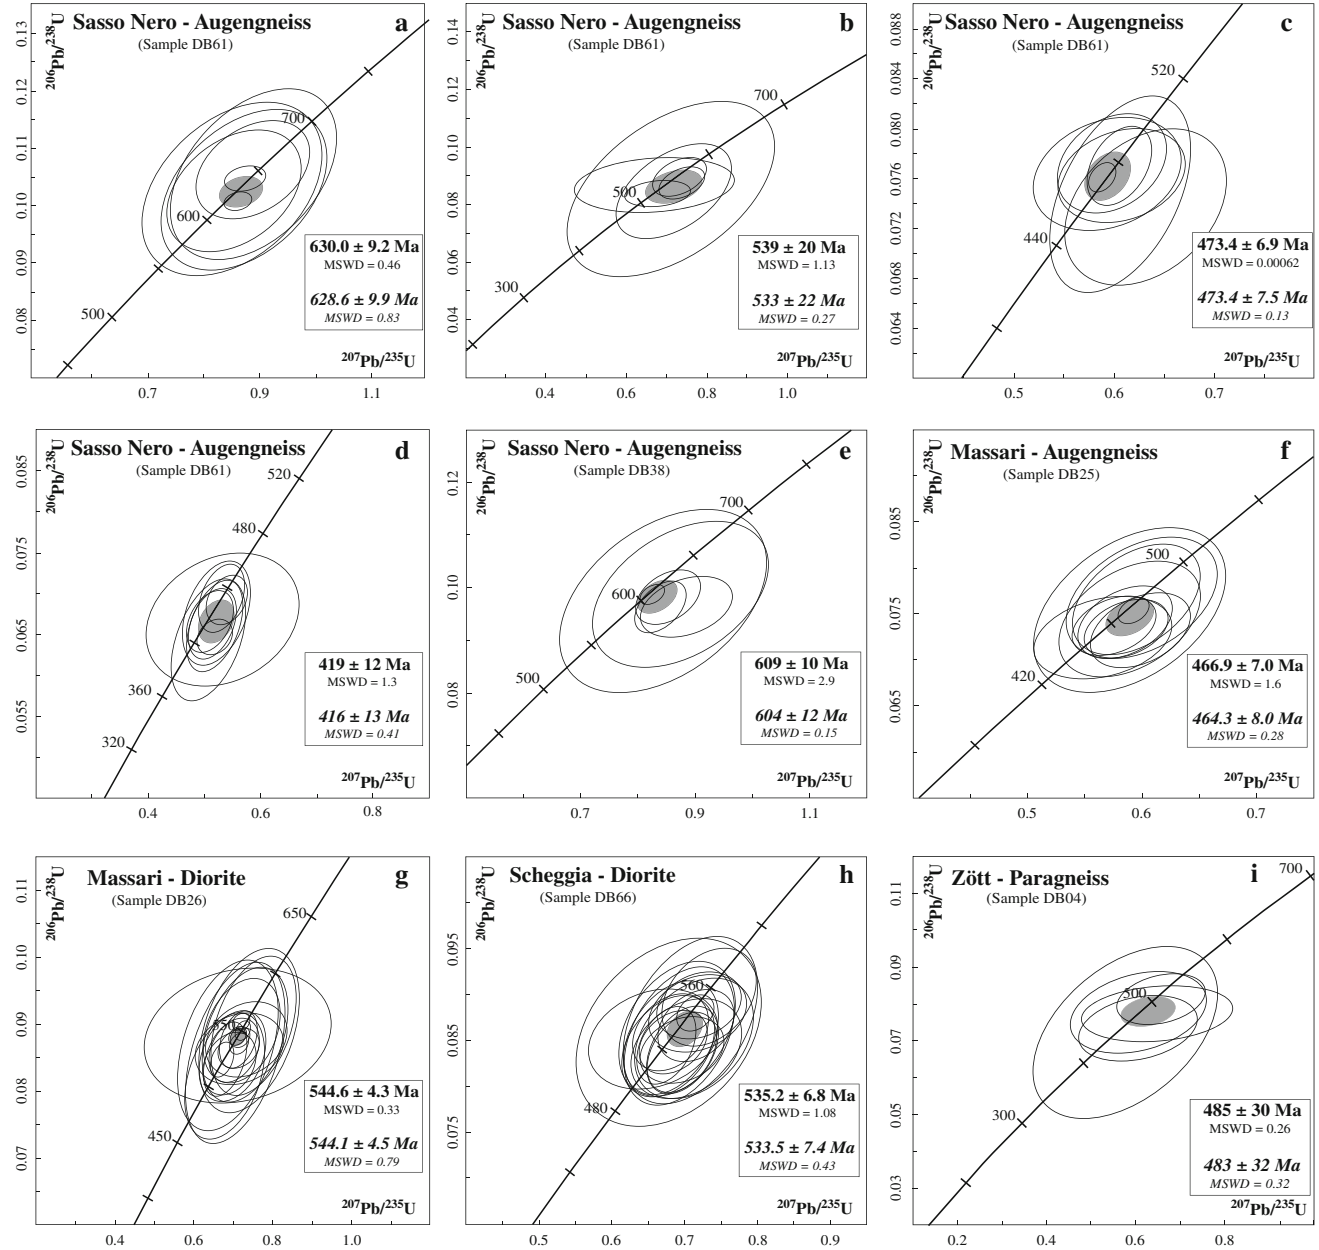 Sasso Nero - Augengneiss a
(Sample DB61)
206Pb/238U
0.13
0.12
0.11
0.10
0.09
0.08
700
600
500
630.0 ± 9.2 Ma
MSWD = 0.46
628.6 ± 9.9 Ma
MSWD = 0.83
207Pb/235U
0.7 0.9 1.1
Sasso Nero - Augengneiss b
(Sample DB61)
206Pb/238U
0.14
0.12
0.10
0.08
0.06
0.04
700
500
300
539 ± 20 Ma
MSWD = 1.13
533 ± 22 Ma
MSWD = 0.27
207Pb/235U
0.4 0.6 0.8 1.0
Sasso Nero - Augengneiss c
(Sample DB61)
206Pb/238U
0.088
0.084
0.080
0.076
0.072
0.068
0.064
520
440
473.4 ± 6.9 Ma
MSWD = 0.00062
473.4 ± 7.5 Ma
MSWD = 0.13
207Pb/235U
0.5 0.6 0.7
Sasso Nero - Augengneiss d
(Sample DB61)
206Pb/238U
0.085
0.075
0.065
0.055
520
480
360
320
419 ± 12 Ma
MSWD = 1.3
416 ± 13 Ma
MSWD = 0.41
207Pb/235U
0.4 0.6 0.8
Sasso Nero - Augengneiss e
(Sample DB38)
206Pb/238U
0.12
0.10
0.08
700
600
500
609 ± 10 Ma
MSWD = 2.9
604 ± 12 Ma
MSWD = 0.15
207Pb/235U
0.7 0.9 1.1
Massari - Augengneiss f
(Sample DB25)
206Pb/238U
0.085
0.075
0.065
500
420
466.9 ± 7.0 Ma
MSWD = 1.6
464.3 ± 8.0 Ma
MSWD = 0.28
207Pb/235U
0.5 0.6 0.7
Massari - Diorite g
(Sample DB26)
206Pb/238U
0.11
0.10
0.09
0.08
0.07
650
550
450
544.6 ± 4.3 Ma
MSWD = 0.33
544.1 ± 4.5 Ma
MSWD = 0.79
207Pb/235U
0.4 0.6 0.8 1.0
Scheggia - Diorite h
(Sample DB66)
206Pb/238U
0.095
0.085
0.075
560
480
535.2 ± 6.8 Ma
MSWD = 1.08
533.5 ± 7.4 Ma
MSWD = 0.43
207Pb/235U
0.5 0.6 0.7 0.8 0.9
Zött - Paragneiss i
(Sample DB04)
206Pb/238U
0.11
0.09
0.07
0.05
0.03
700
500
300
485 ± 30 Ma
MSWD = 0.26
483 ± 32 Ma
MSWD = 0.32
207Pb/235U
0.2 0.4 0.6 0.8